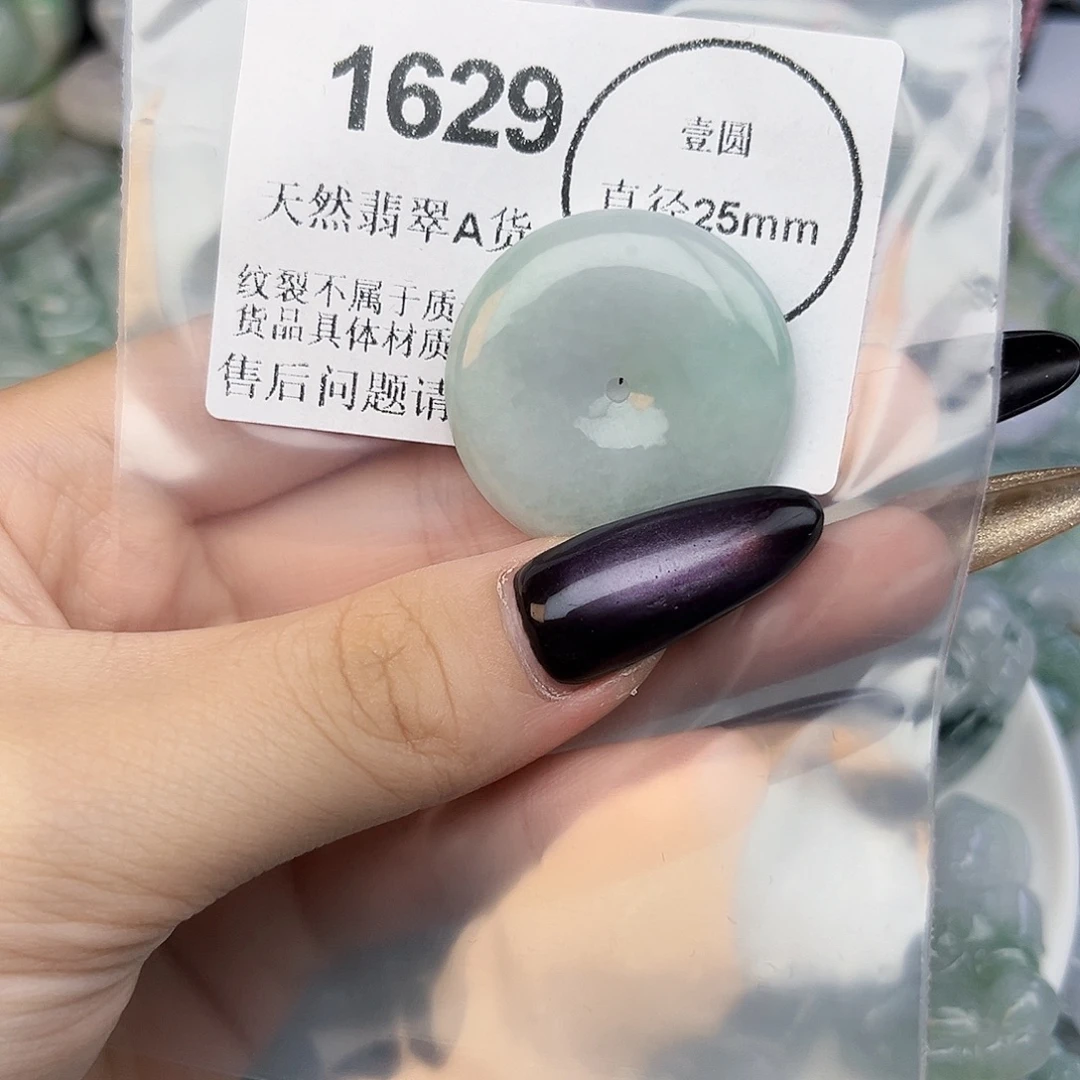 1629
壹圆
直径25mm
天然翡翠A货
纹裂不属于质
货品具体材质
售后问题请